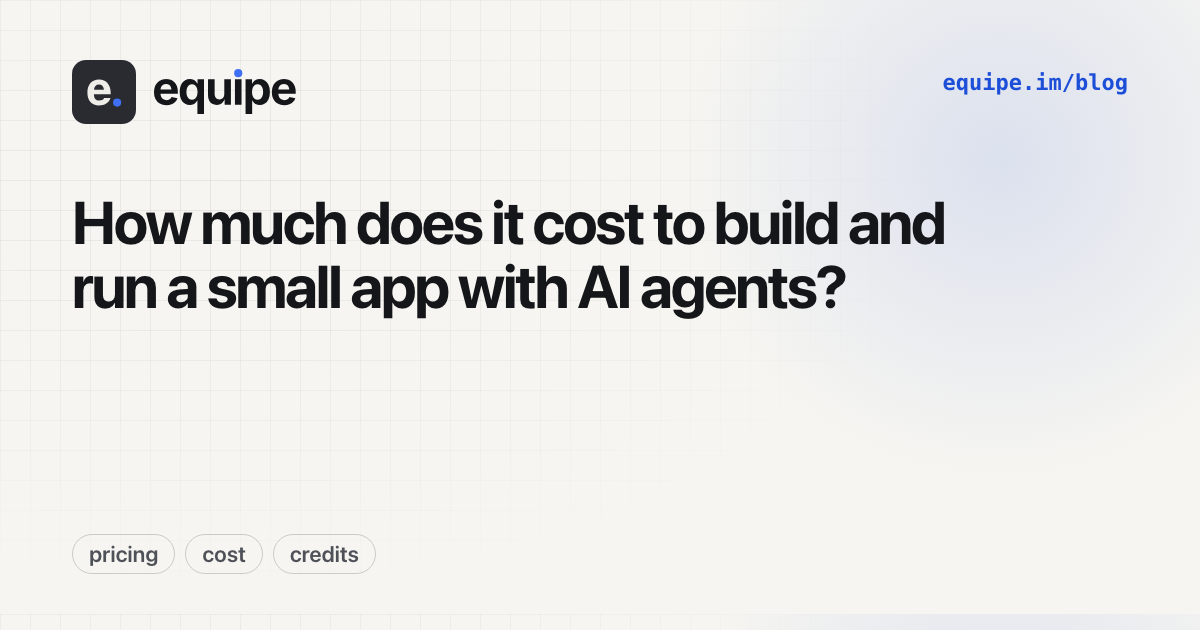 e. equipe
equipe.im/blog
How much does it cost to build and
run a small app with AI agents?
pricing cost credits